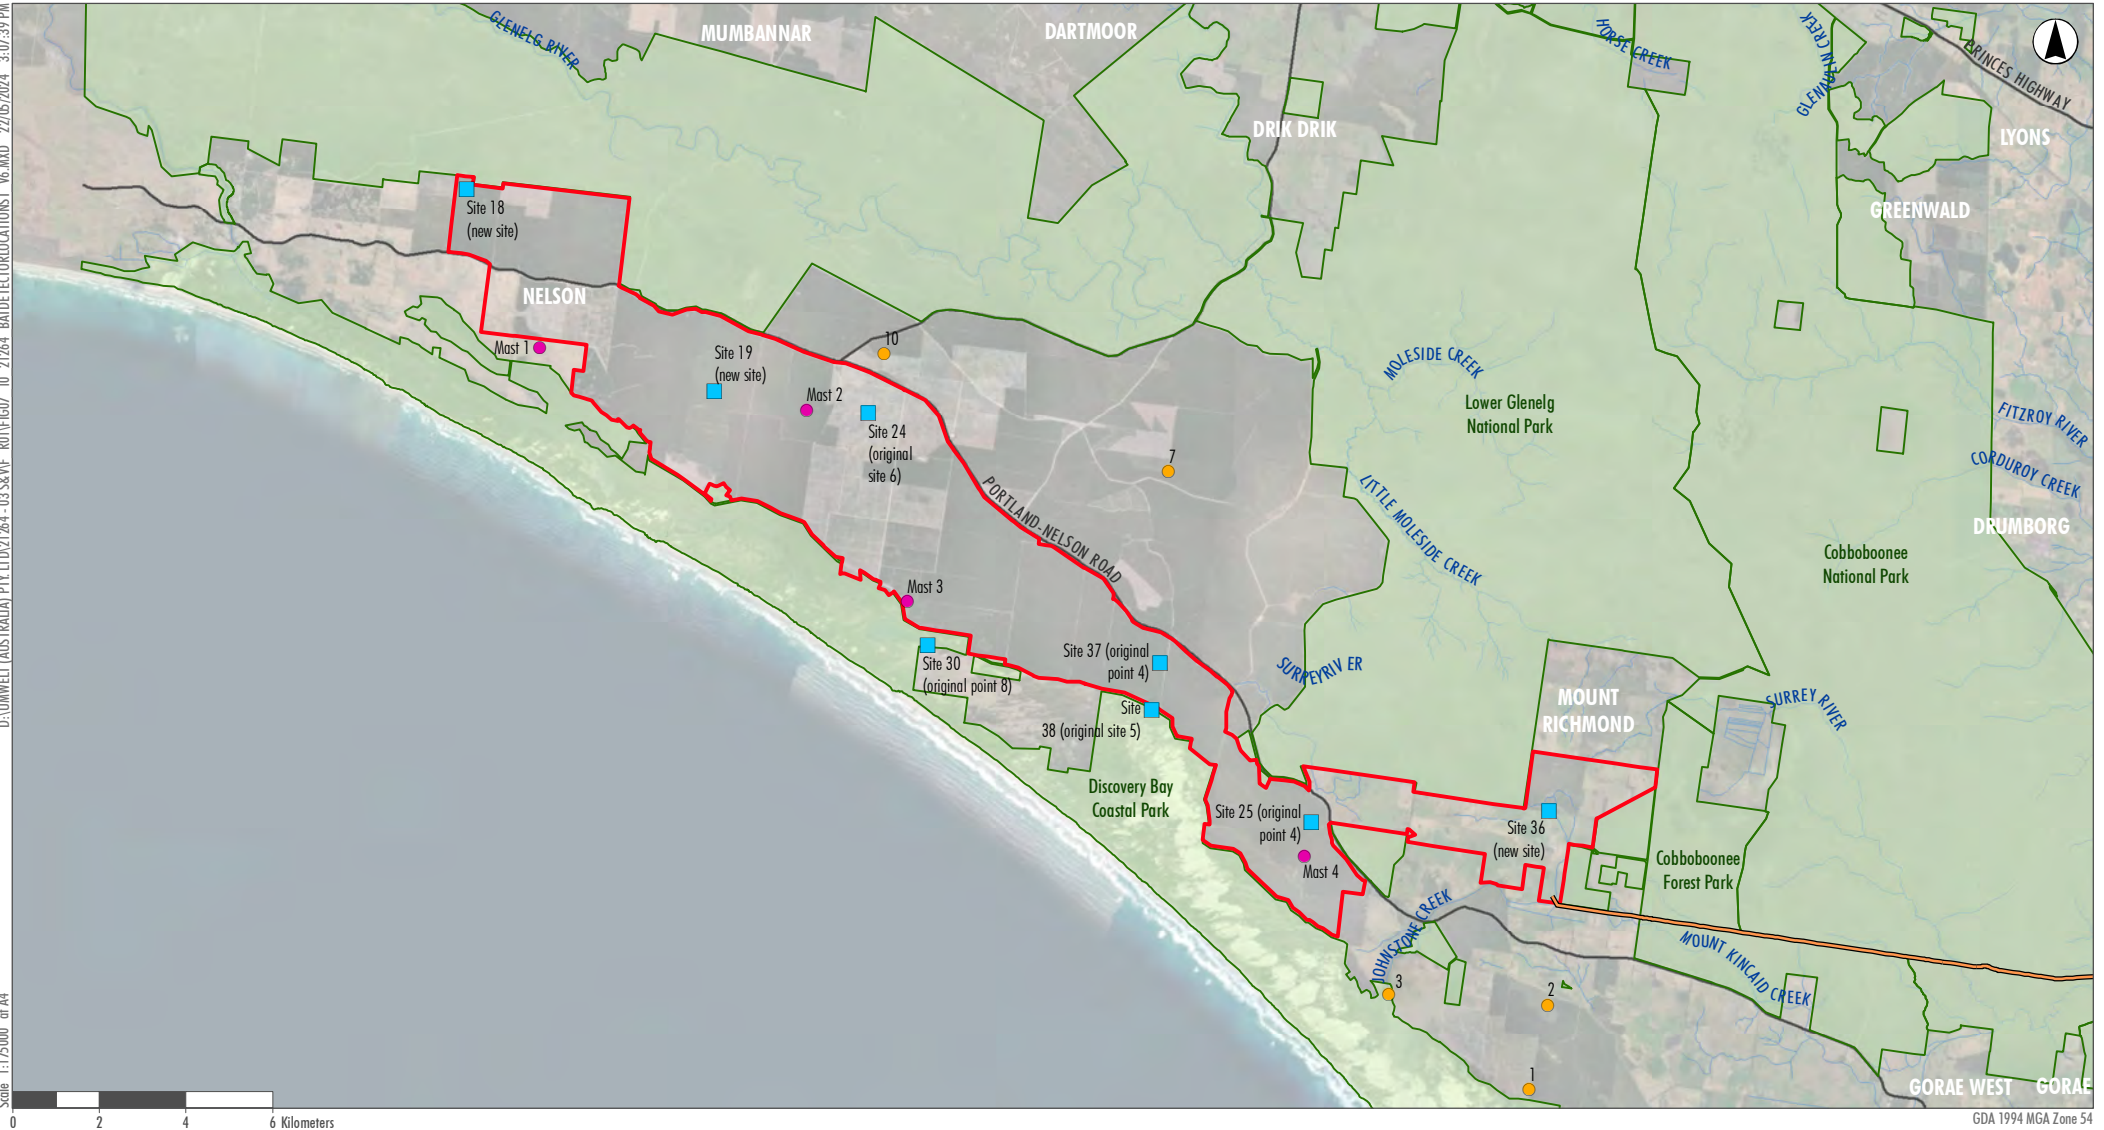 GLENELG RIVER
MUMBANNAR
DARTMOOR
HORSE CREEK
GLENAULIN CREEK
PRINCES HIGHWAY
LYONS
DRIK DRIK
GREENWALD
Site 18
(new site)
NELSON
Mast 1
Site 19
(new site)
Mast 2
10
Site 24
(original
site 6)
7
PORTLAND-NELSON ROAD
MOLESIDE CREEK
Lower Glenelg
National Park
LITTLE MOLESIDE CREEK
FITZROY RIVER
CORDUROY CREEK
DRUMBORG
Cobboboonee
National Park
Mast 3
Site 30
(original point 8)
Site 37 (original
point 4)
Site
38 (original site 5)
SURPEYRIV ER
MOUNT
RICHMOND
SURREY RIVER
Discovery Bay
Coastal Park
Site 25 (original
point 4)
Mast 4
Site 36
(new site)
Cobboboonee
Forest Park
JOHNSTONE CREEK
MOUNT KINCAID CREEK
3
2
1
GORAE WEST
GORAE
0 2 4 6 Kilometers
GDA 1994 MGA Zone 54
Scale 1:175000 at A4